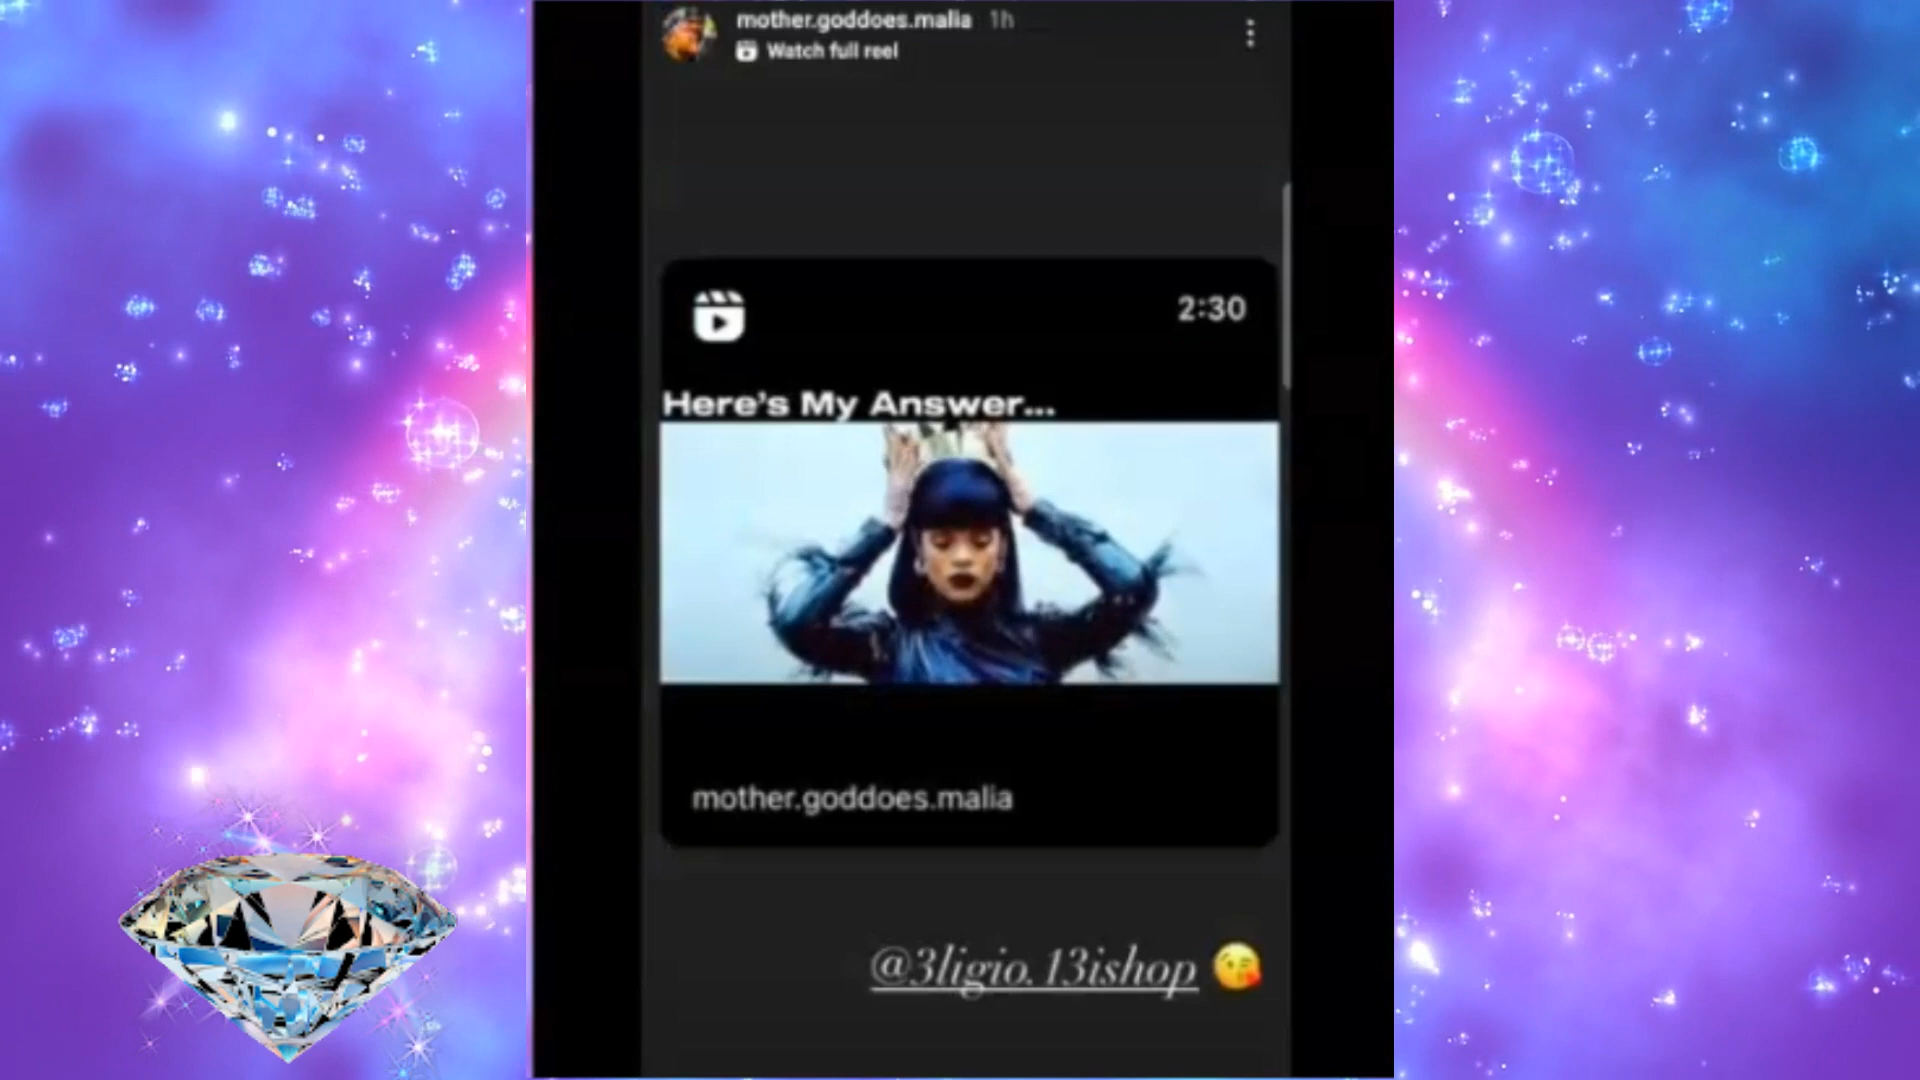 mother.goddoes.malia 1h
Watch full reel
2:30
Here's My Answer...
mother.goddoes.malia
@3ligio.13ishop 😘